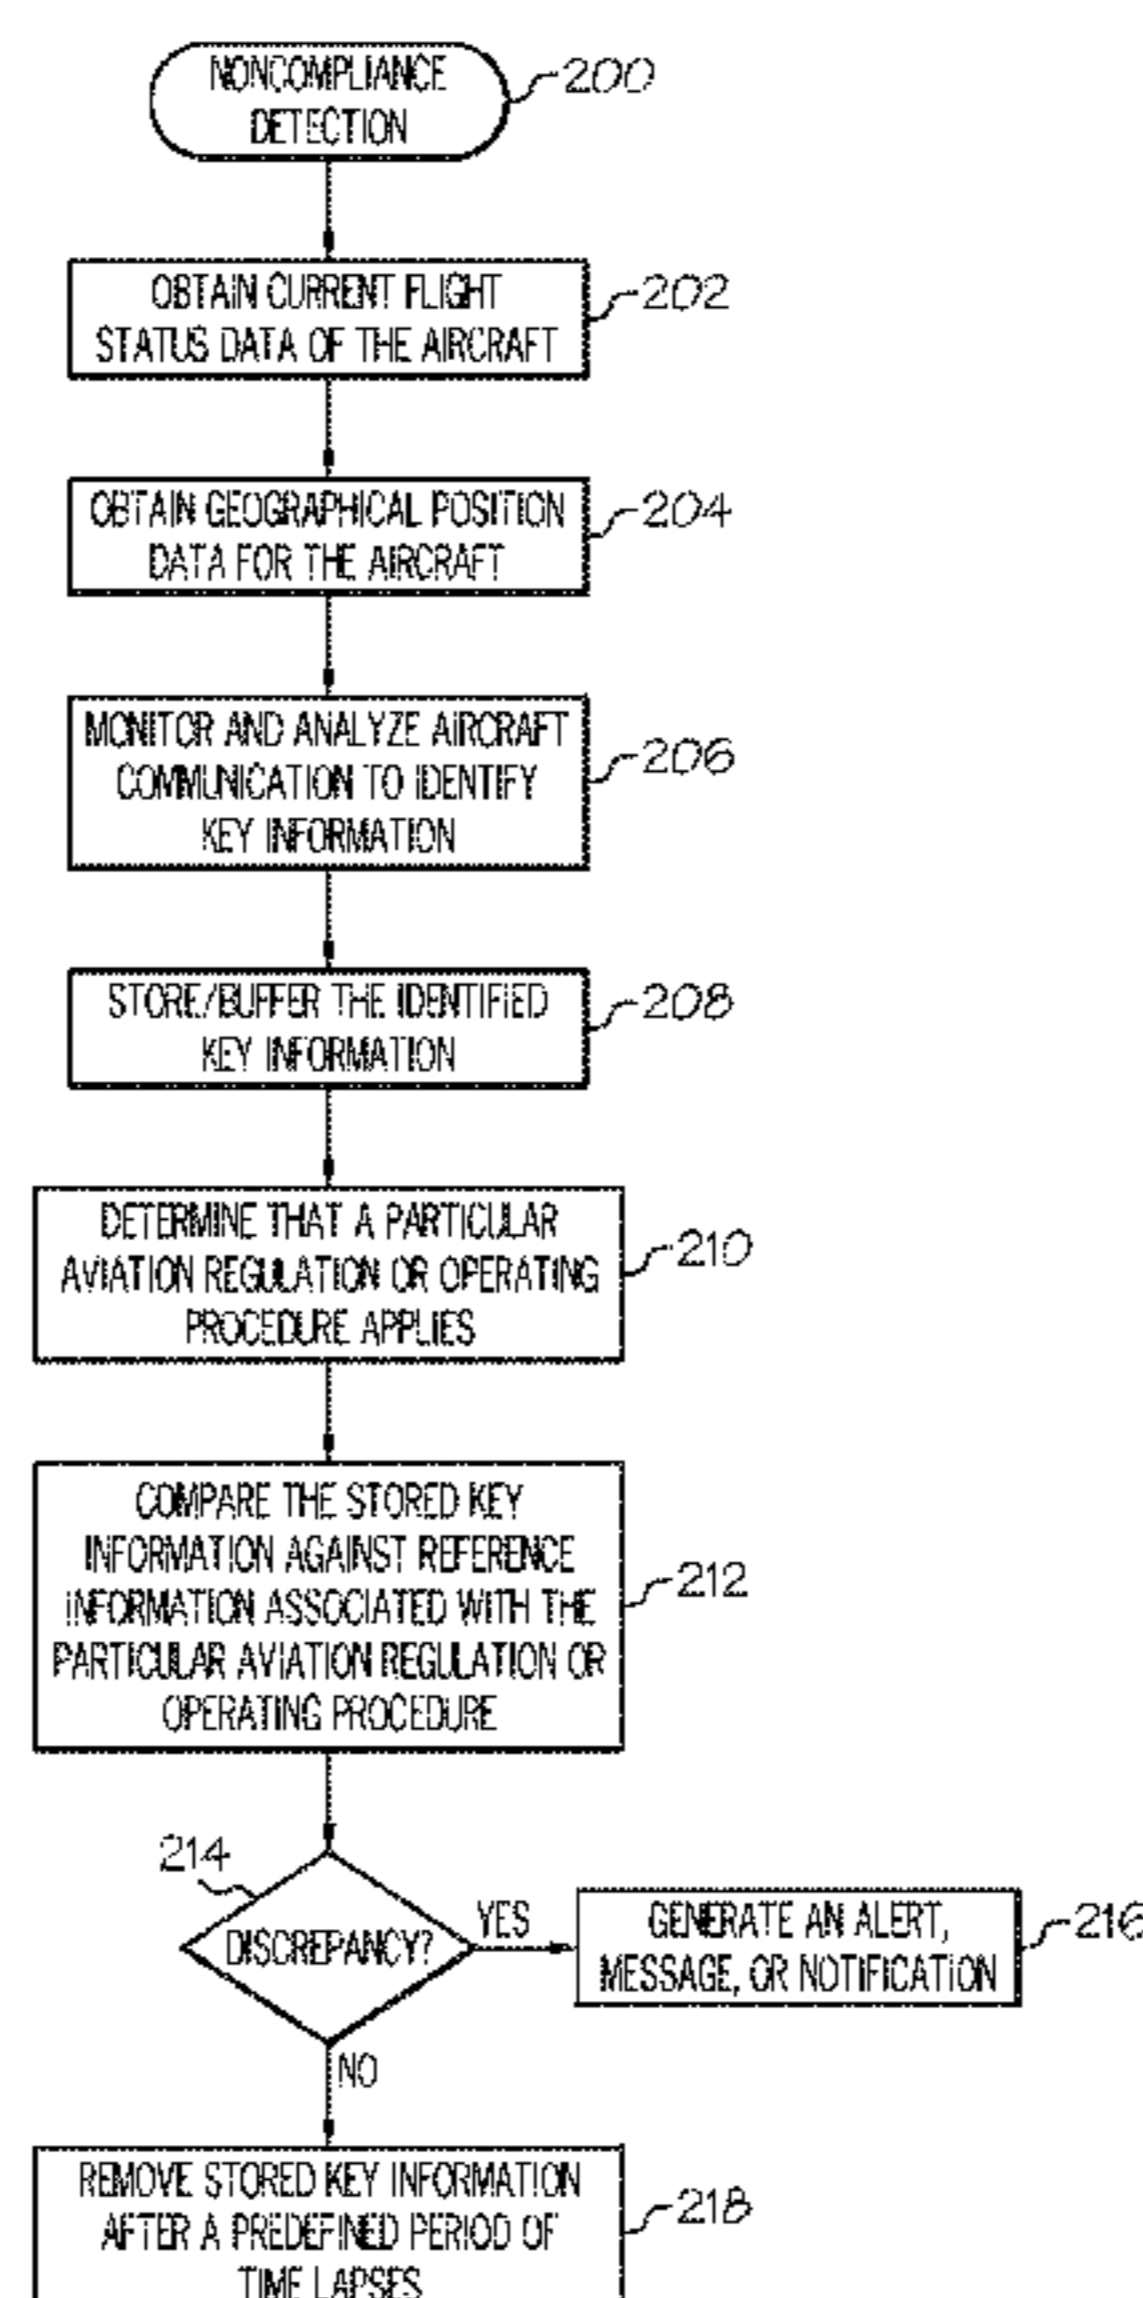 NONCOMPLIANCE
DETECTION
200
OBTAIN CURRENT FLIGHT
STATUS DATA OF THE AIRCRAFT
202
OBTAIN GEOGRAPHICAL POSITION
DATA FOR THE AIRCRAFT
204
MONITOR AND ANALYZE AIRCRAFT
COMMUNICATION TO IDENTIFY
KEY INFORMATION
206
STORE/BUFFER THE IDENTIFIED
KEY INFORMATION
208
DETERMINE THAT A PARTICULAR
AVIATION REGULATION OR OPERATING
PROCEDURE APPLIES
210
COMPARE THE STORED KEY
INFORMATION AGAINST REFERENCE
INFORMATION ASSOCIATED WITH THE
PARTICULAR AVIATION REGULATION OR
OPERATING PROCEDURE
212
214
DISCREPANCY?
YES
GENERATE AN ALERT,
MESSAGE, OR NOTIFICATION
216
NO
REMOVE STORED KEY INFORMATION
AFTER A PREDEFINED PERIOD OF
TIME LAPSES
218